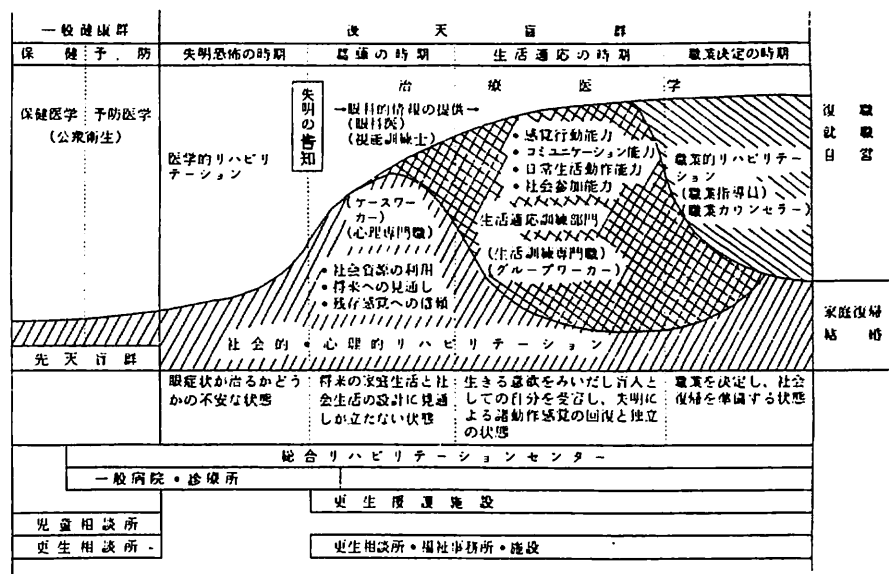 一般健康群
後天盲群
保健
予防
失明恐怖の時期
葛藤の時期
生活適応の時期
職業決定の時期
治療医学
保健医学
予防医学
(公衆衛生)
失明の告知
→眼科的情報の提供→
(眼科医)
(視能訓練士)
医学的リハビリ
テーション
(ケースワー
カー)
(心理専門職)
・社会資源の利用
・将来への見通し
・残存感覚への信頼
・感覚行動能力
・コミュニケーション能力
・日常生活動作能力
・社会参加能力
生活適応訓練部門
(生活訓練専門職)
(グループワーカー)
職業的リハビリテー
ション
(職業指導員)
(職業カウンセラー)
復職
就職
自営
家庭復帰
結婚
社会的・心理的リハビリテーション
先天盲群
眼症状が治るかどう
かの不安な状態
将来の家庭生活と社
会生活の設計に見通
しが立たない状態
生きる意欲をみいだし盲人と
しての自分を受容し、失明に
よる諸動作感覚の回復と独立
の状態
職業を決定し、社会
復帰を準備する状態
総合リハビリテーションセンター
一般病院・診療所
更生援護施設
児童相談所
更生相談所
更生相談所・福祉事務所・施設